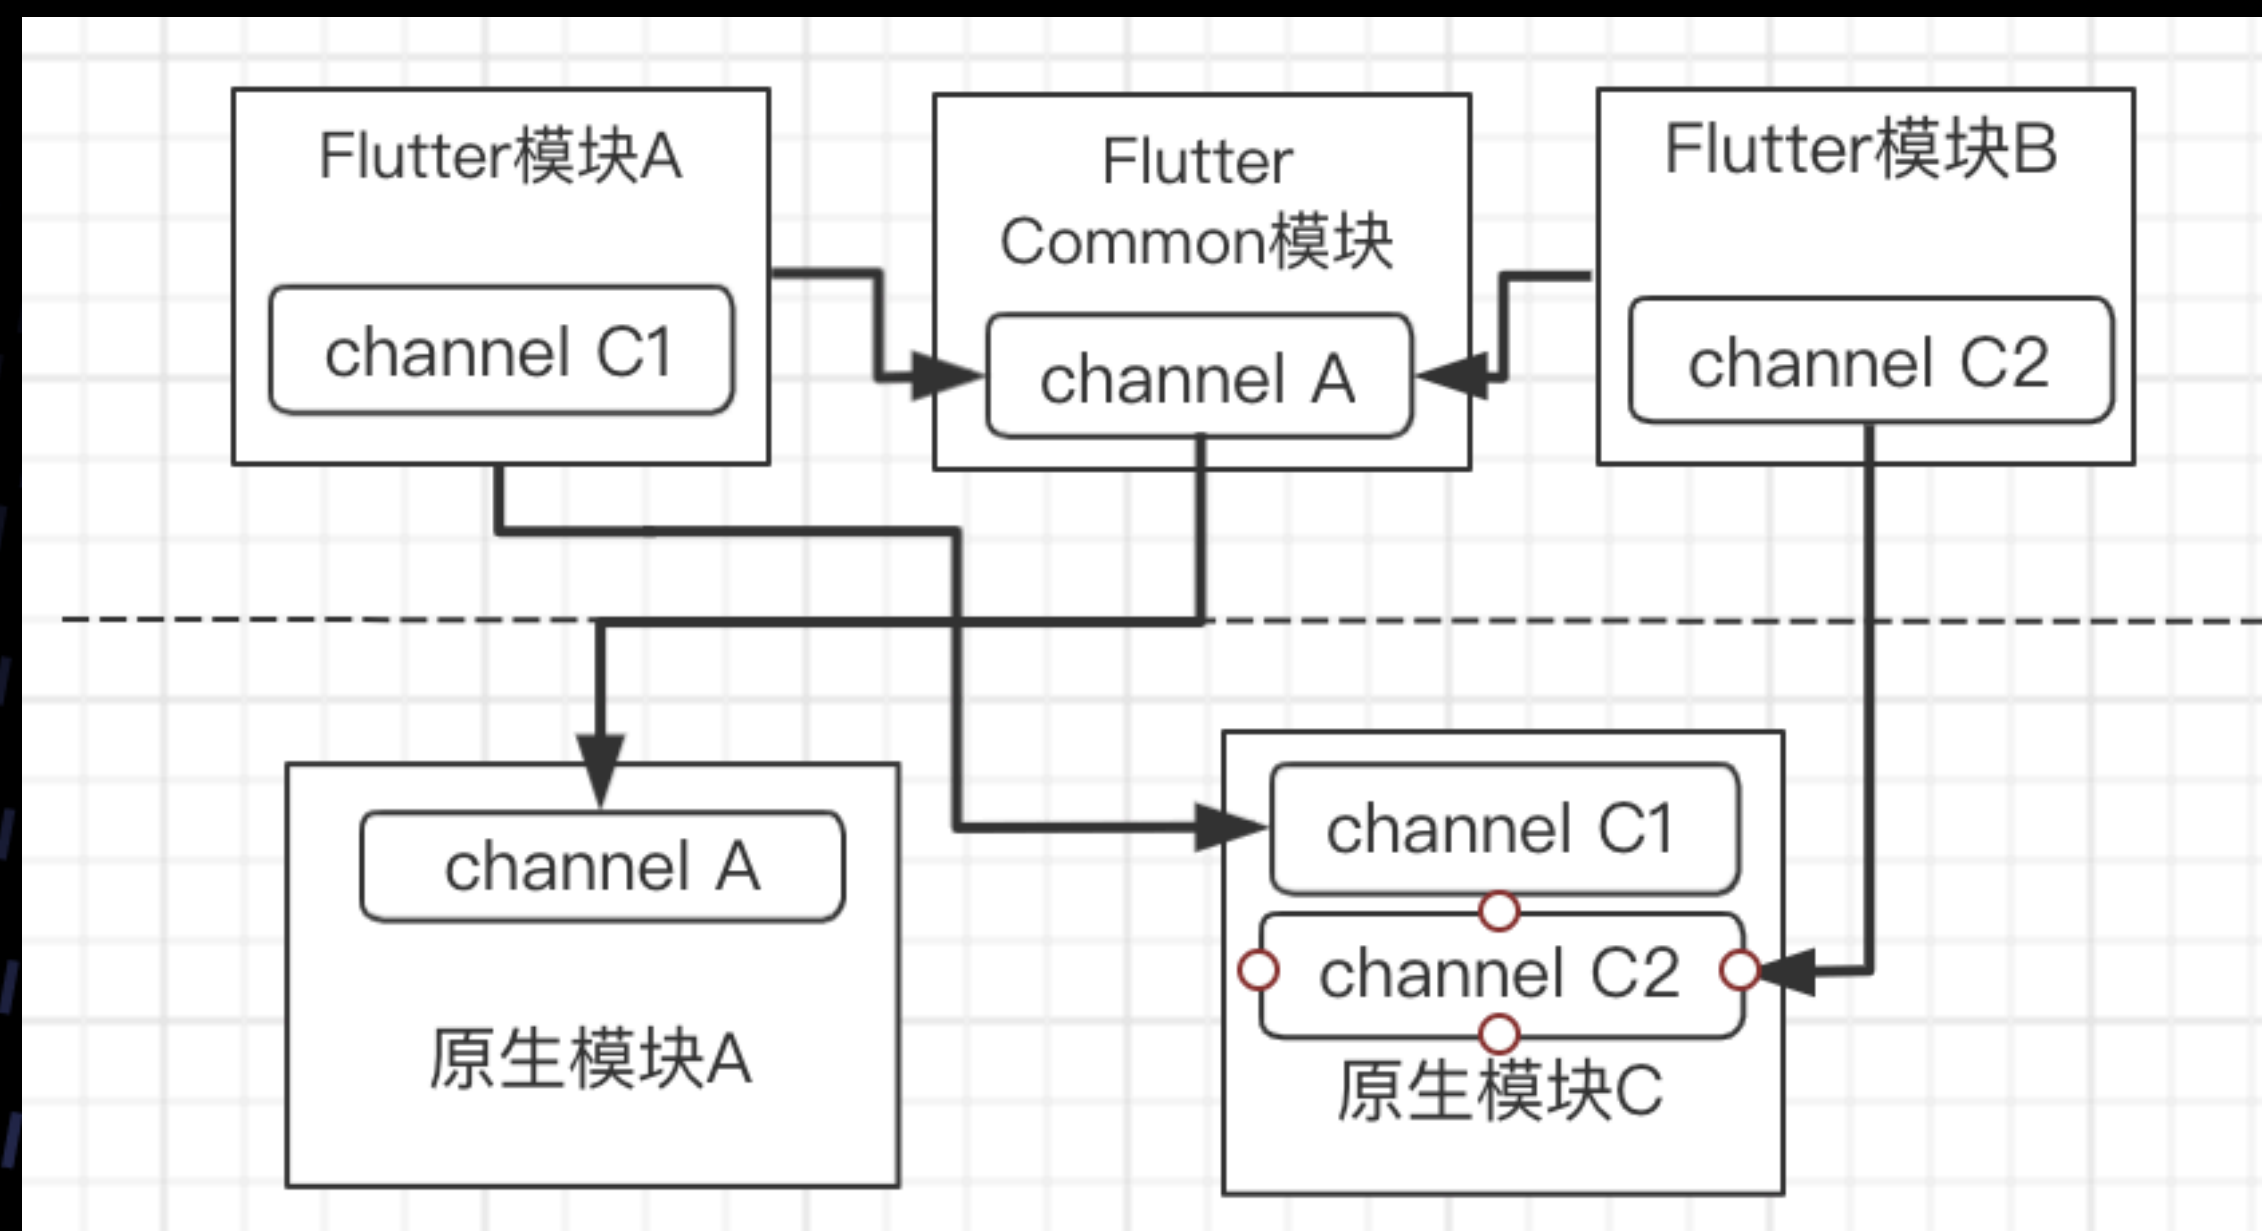 Flutter模块A
channel C1
Flutter
Common模块
channel A
Flutter模块B
channel C2
channel A
原生模块A
channel C1
channel C2
原生模块C